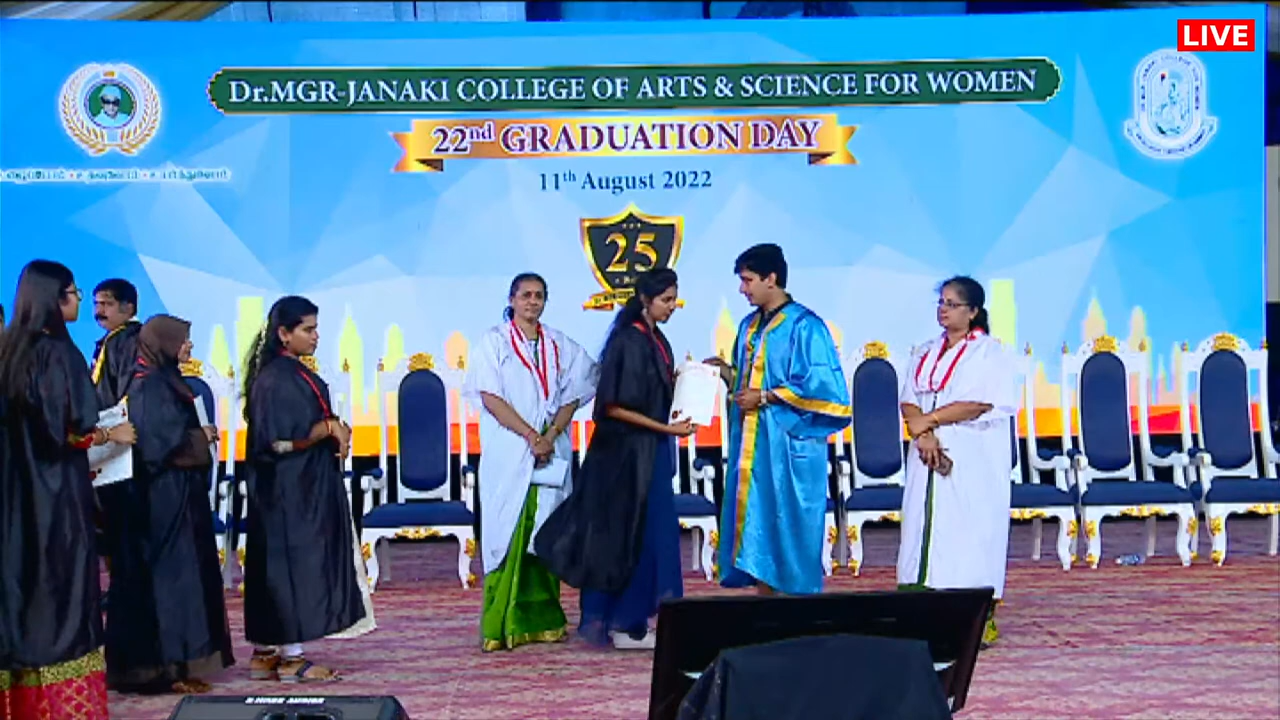 LIVE
Dr.MGR-JANAKI COLLEGE OF ARTS & SCIENCE FOR WOMEN
22nd GRADUATION DAY
11th August 2022
25